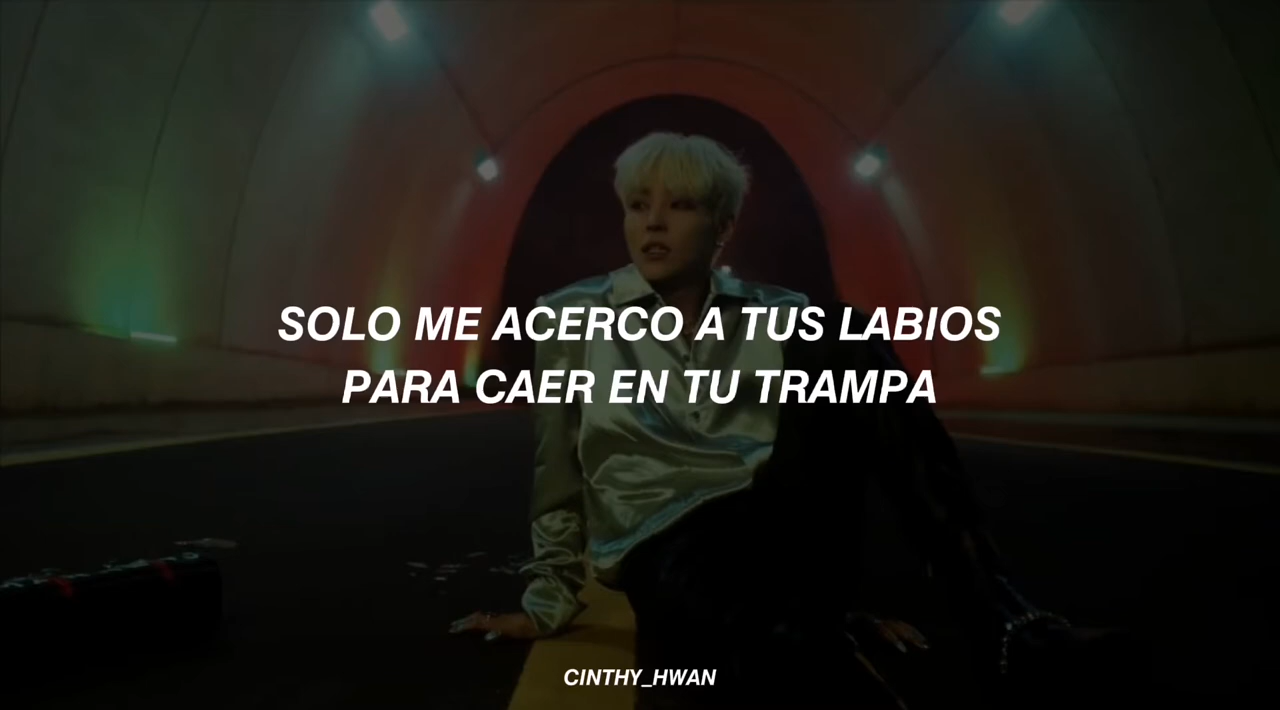 SOLO ME ACERCO A TUS LABIOS
PARA CAER EN TU TRAMPA
CINTHY_HWAN